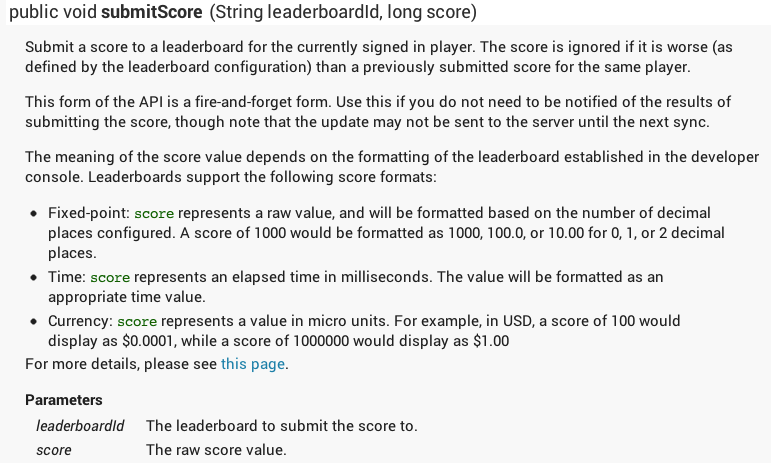 public void submitScore (String leaderboardId, long score)
Submit a score to a leaderboard for the currently signed in player. The score is ignored if it is worse (as
defined by the leaderboard configuration) than a previously submitted score for the same player.
This form of the API is a fire-and-forget form. Use this if you do not need to be notified of the results of
submitting the score, though note that the update may not be sent to the server until the next sync.
The meaning of the score value depends on the formatting of the leaderboard established in the developer
console. Leaderboards support the following score formats:
• Fixed-point: score represents a raw value, and will be formatted based on the number of decimal
places configured. A score of 1000 would be formatted as 1000, 100.0, or 10.00 for 0, 1, or 2 decimal
places.
• Time: score represents an elapsed time in milliseconds. The value will be formatted as an
appropriate time value.
• Currency: score represents a value in micro units. For example, in USD, a score of 100 would
display as $0.0001, while a score of 1000000 would display as $1.00
For more details, please see this page.
Parameters
leaderboardId The leaderboard to submit the score to.
score The raw score value.